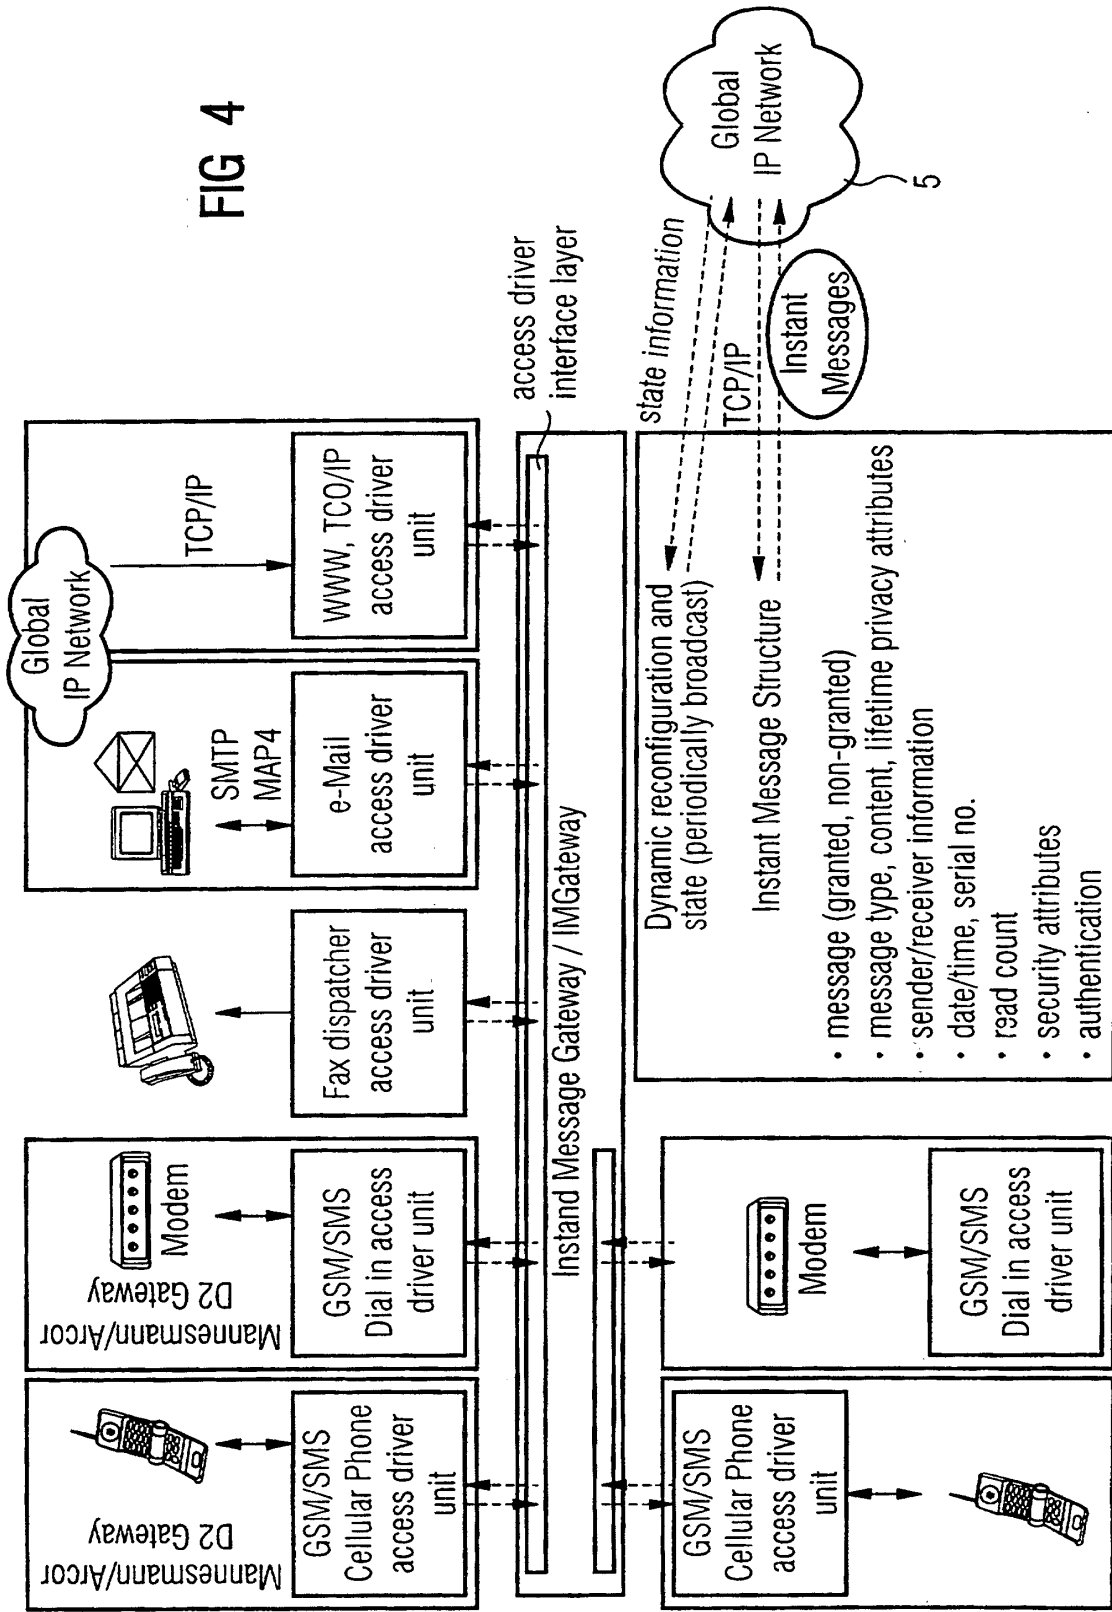 FIG 4
Mannesmann/Arcor
D2 Gateway
GSM/SMS
Cellular Phone
access driver
unit
Mannesmann/Arcor
D2 Gateway
Modem
GSM/SMS
Dial in access
driver unit
Fax dispatcher
access driver
unit
SMTP
MAP4
e-Mail
access driver
unit
Global
IP Network
TCP/IP
WWW, TCO/IP
access driver
unit
access driver
interface layer
Instand Message Gateway / IMGateway
GSM/SMS
Cellular Phone
access driver
unit
Modem
GSM/SMS
Dial in access
driver unit
Dynamic reconfiguration and
state (periodically broadcast)
Instant Message Structure
• message (granted, non-granted)
• message type, content, lifetime privacy attributes
• sender/receiver information
• date/time, serial no.
• read count
• security attributes
• authentication
state information
TCP/IP
Instant
Messages
Global
IP Network
5